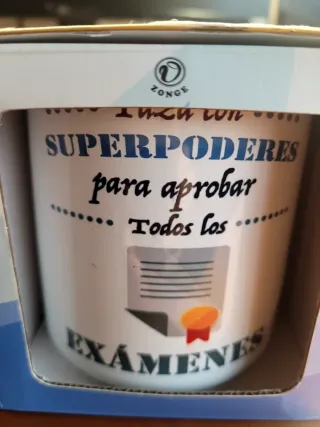 ZONGE
Taza con
SUPERPODERES
para aprobar
Todos los
EXÁMENES